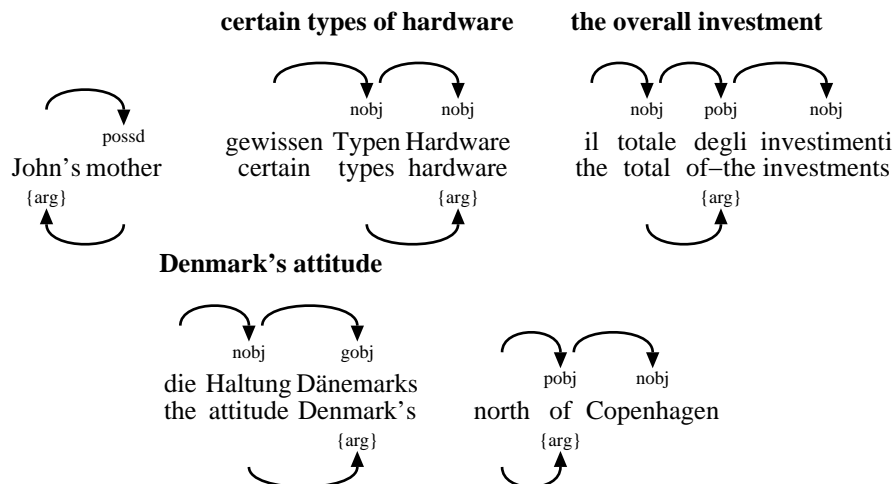 certain types of hardware
the overall investment
possd
John's mother
{arg}
nobj nobj
gewissen Typen Hardware
certain types hardware
{arg}
nobj pobj nobj
il totale degli investimenti
the total of–the investments
{arg}
Denmark's attitude
nobj gobj
die Haltung Dänemarks
the attitude Denmark's
{arg}
pobj nobj
north of Copenhagen
{arg}